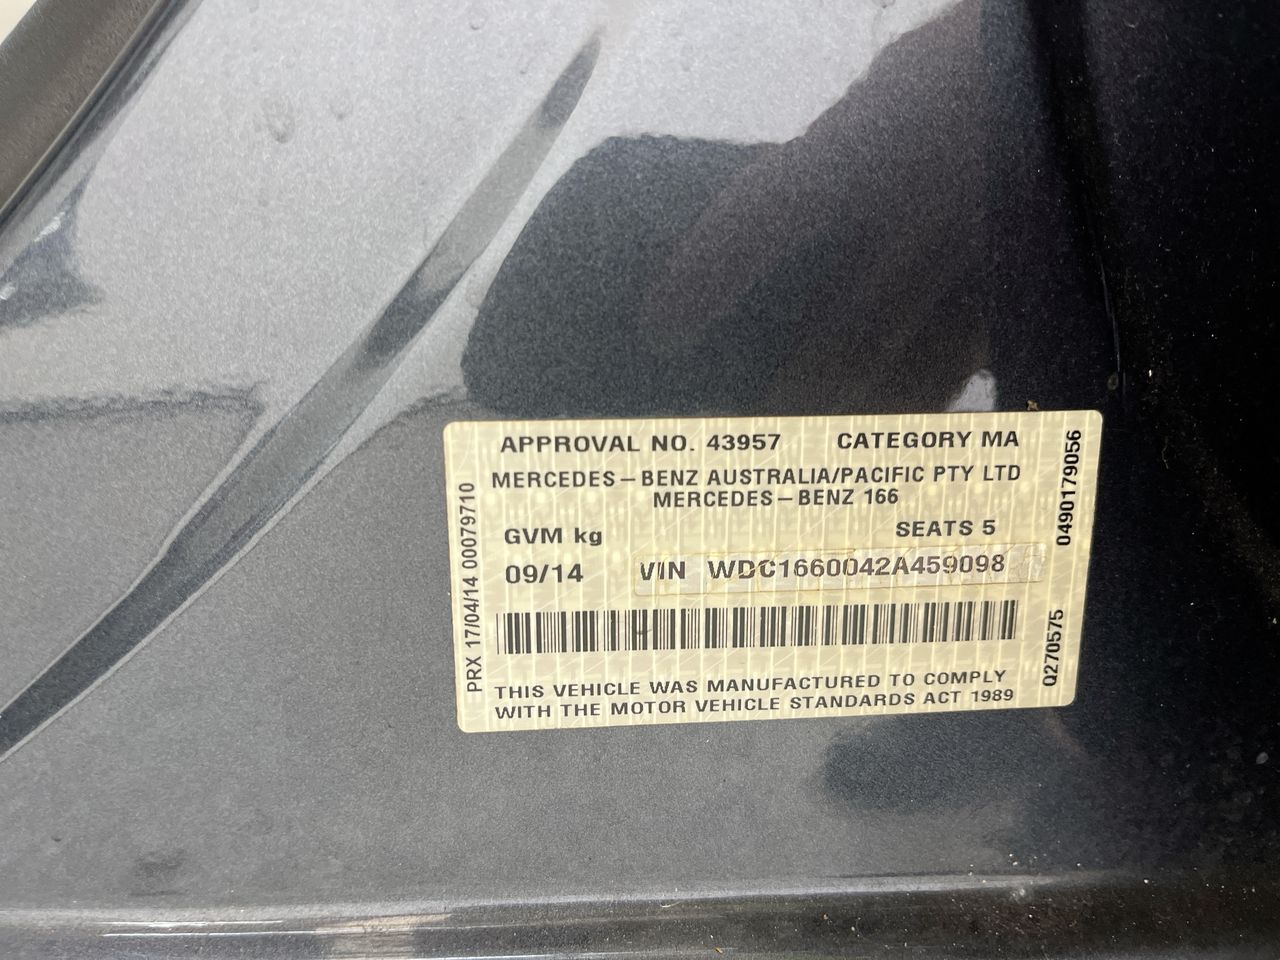 APPROVAL NO. 43957 CATEGORY MA
MERCEDES-BENZ AUSTRALIA/PACIFIC PTY LTD
MERCEDES-BENZ 166
GVM kg SEATS 5
09/14 VIN WDC1660042A459098
THIS VEHICLE WAS MANUFACTURED TO COMPLY
WITH THE MOTOR VEHICLE STANDARDS ACT 1989
PRX 17/04/14 00079710
Q270575 0490179056